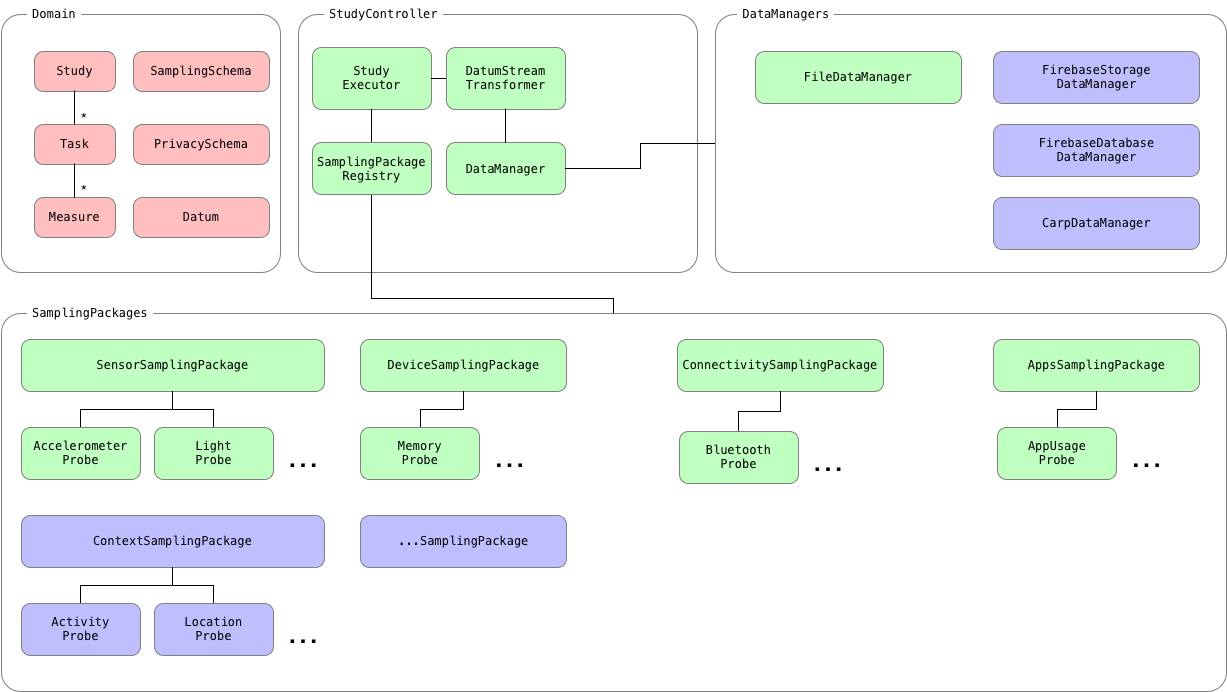 Domain
Study
SamplingSchema
*
Task
PrivacySchema
*
Measure
Datum
StudyController
Study
Executor
DatumStream
Transformer
SamplingPackage
Registry
DataManager
DataManagers
FileDataManager
FirebaseStorage
DataManager
FirebaseDatabase
DataManager
CarpDataManager
SamplingPackages
SensorSamplingPackage
Accelerometer
Probe
Light
Probe
...
DeviceSamplingPackage
Memory
Probe
...
ConnectivitySamplingPackage
Bluetooth
Probe
...
AppsSamplingPackage
AppUsage
Probe
...
ContextSamplingPackage
Activity
Probe
Location
Probe
...
...SamplingPackage